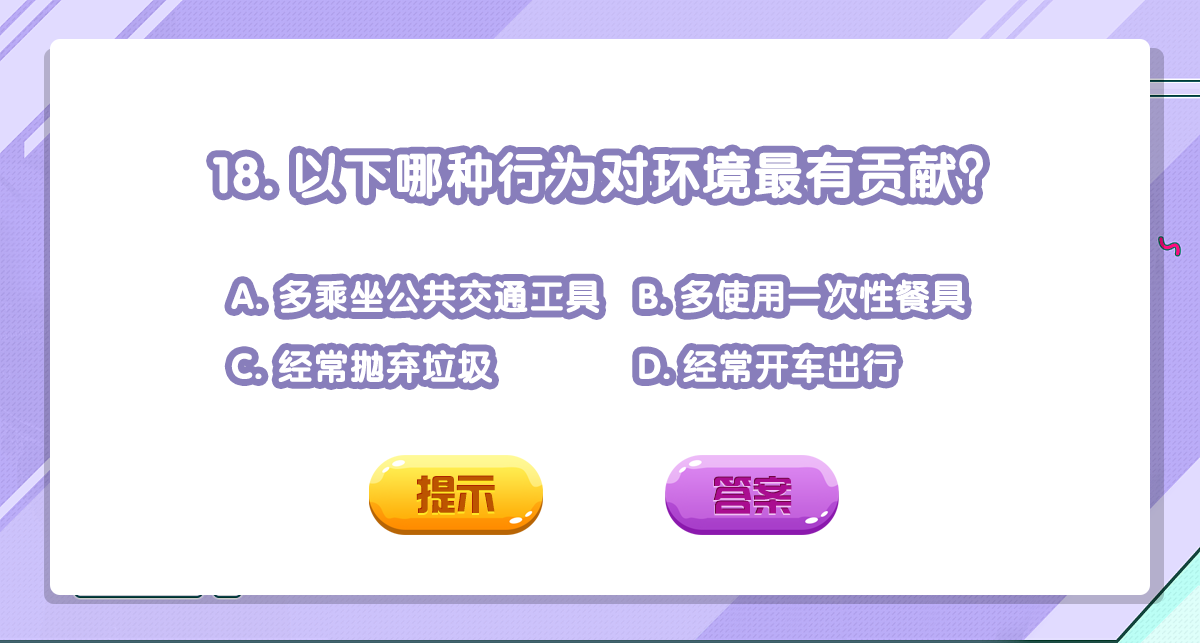 18. 以下哪种行为对环境最有贡献?
A. 多乘坐公共交通工具 B. 多使用一次性餐具
C. 经常抛弃垃圾 D. 经常开车出行
提示 答案